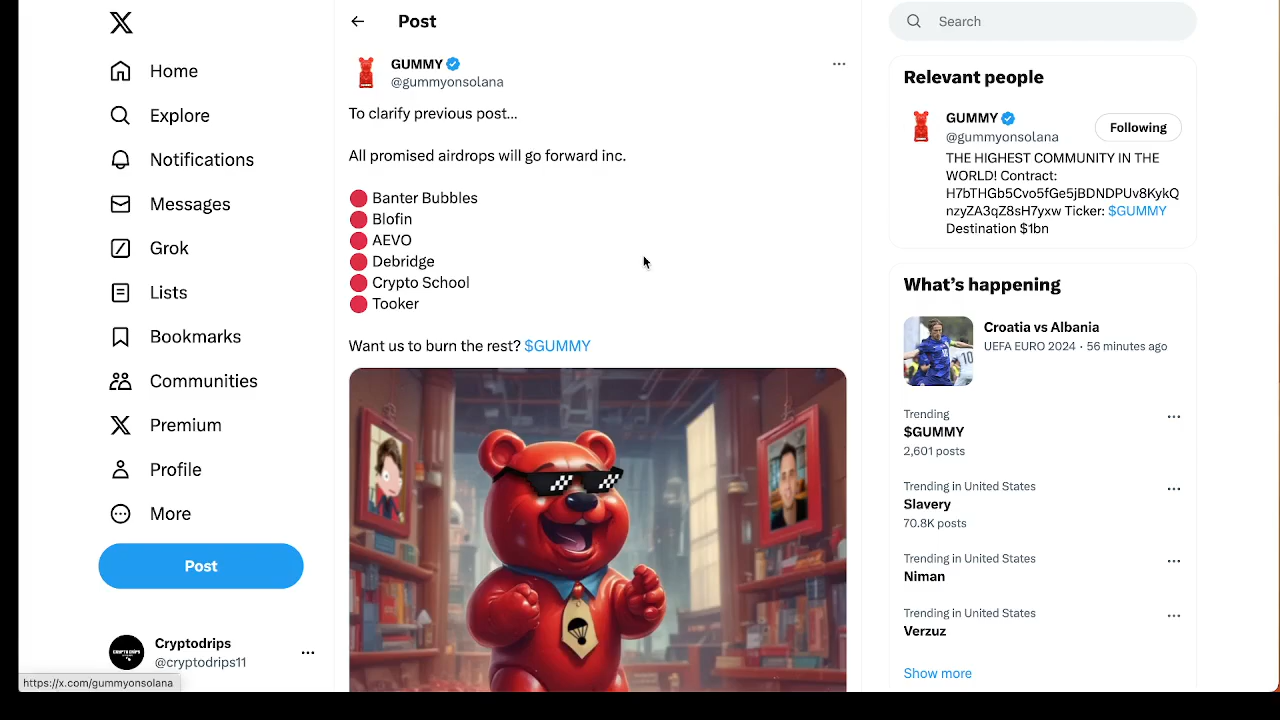 Home
Explore
Notifications
Messages
Grok
Lists
Bookmarks
Communities
Premium
Profile
More
Post
Cryptodrips
@cryptodrips11
https://x.com/gummyonsolana
Post
GUMMY
@gummyonsolana
To clarify previous post...
All promised airdrops will go forward inc.
Banter Bubbles
Blofin
AEVO
Debridge
Crypto School
Tooker
Want us to burn the rest? $GUMMY
Search
Relevant people
GUMMY
@gummyonsolana
Following
THE HIGHEST COMMUNITY IN THE
WORLD! Contract:
H7bTHGb5Cvo5fGe5jBDNDPUv8KykQ
nzyZA3qZ8sH7yxw Ticker: $GUMMY
Destination $1bn
What's happening
Croatia vs Albania
UEFA EURO 2024 · 56 minutes ago
Trending
$GUMMY
2,601 posts
Trending in United States
Slavery
70.8K posts
Trending in United States
Niman
Trending in United States
Verzuz
Show more